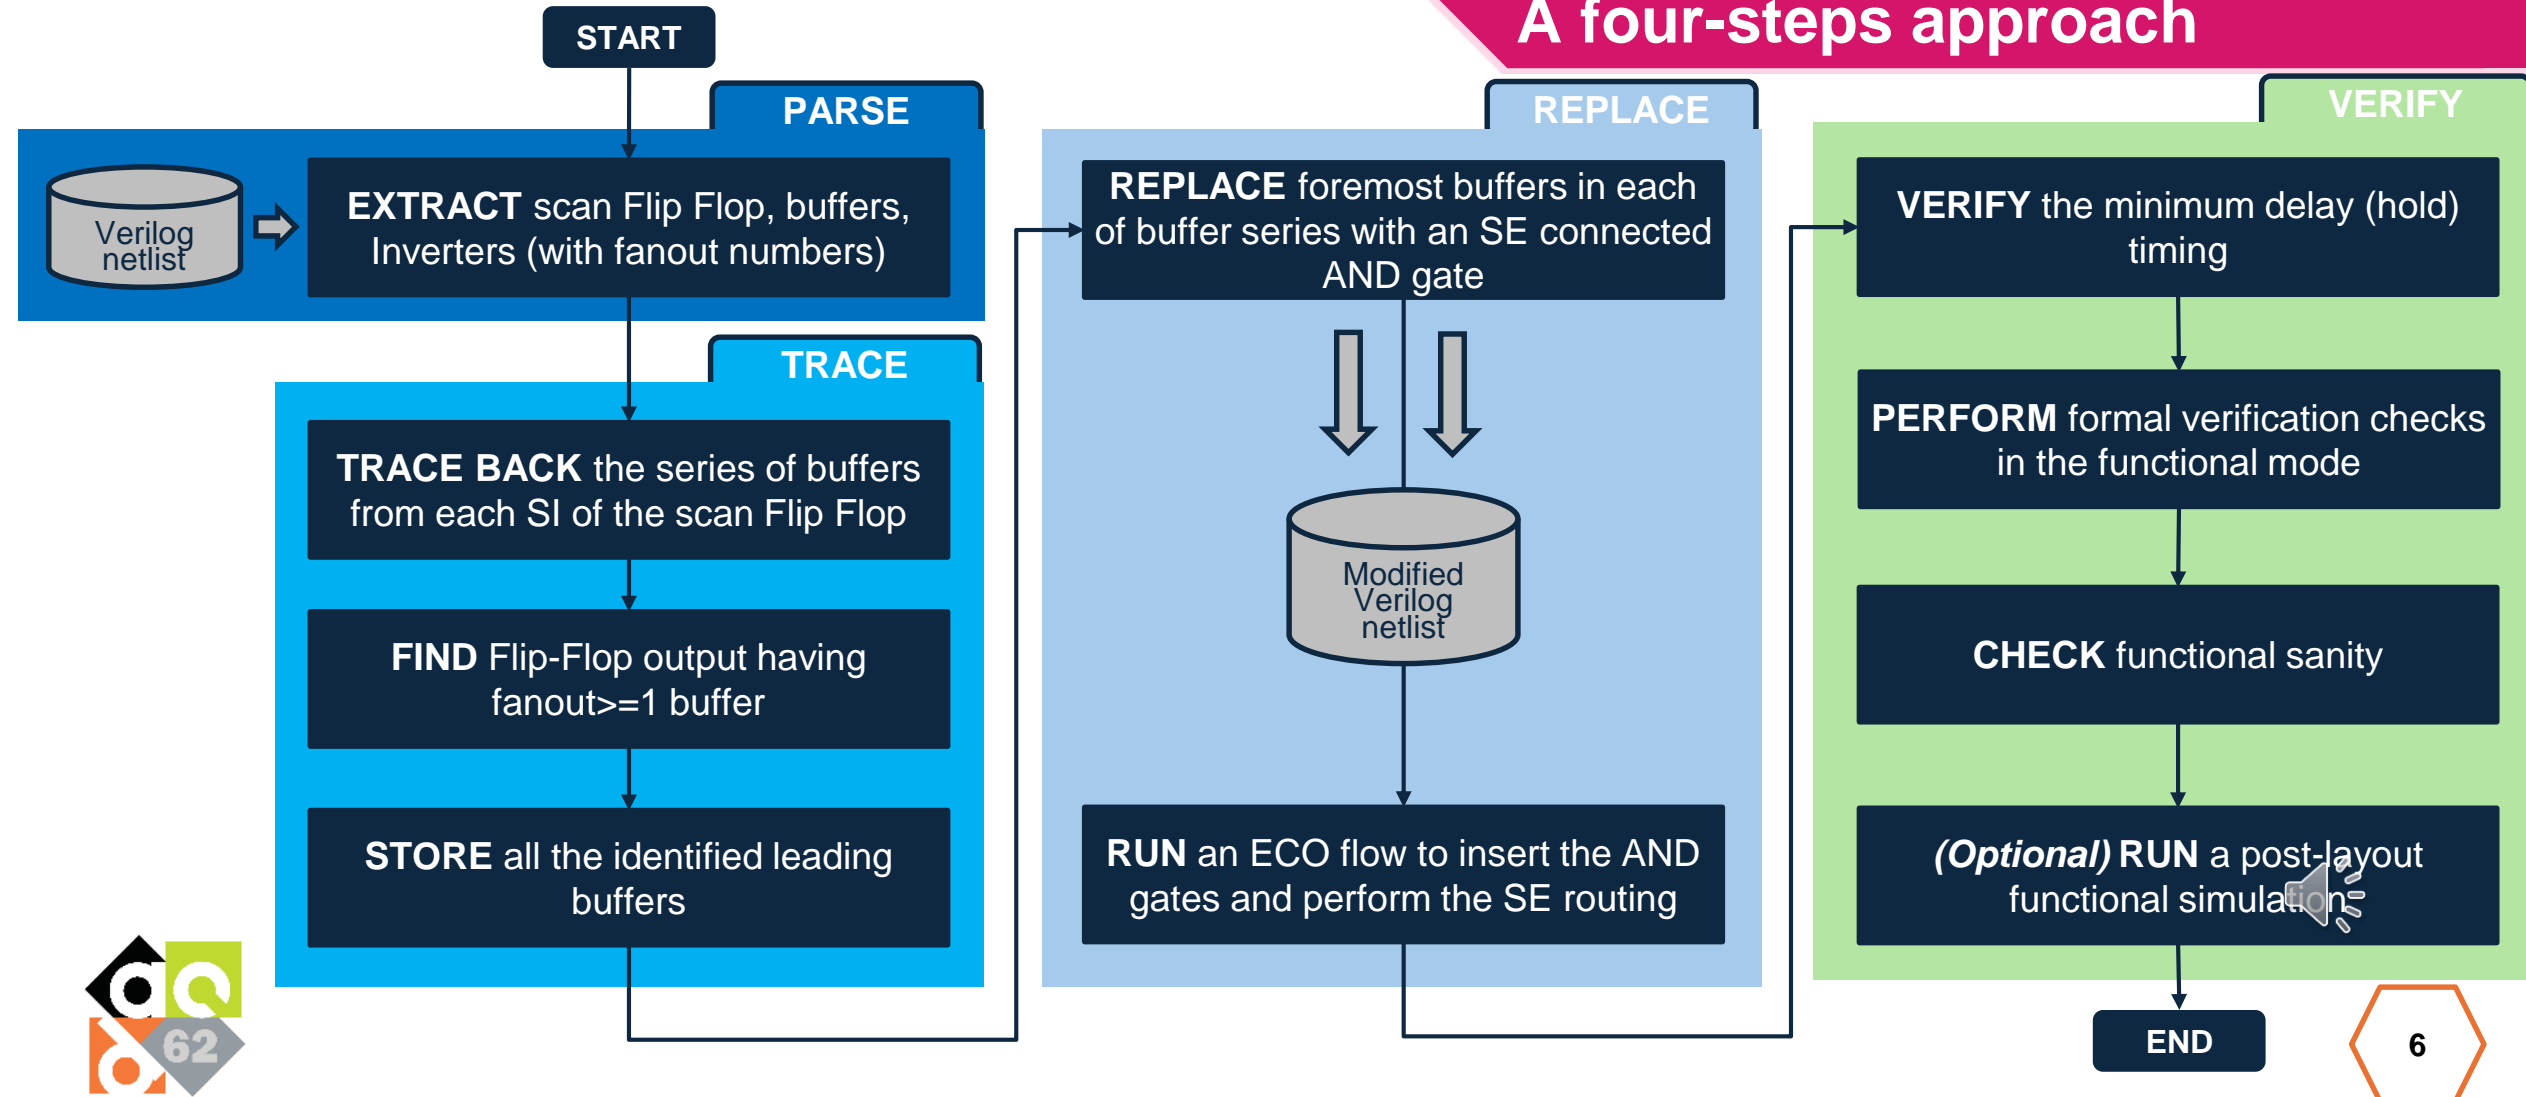 A four-steps approach
START
PARSE
Verilog
netlist
EXTRACT scan Flip Flop, buffers,
Inverters (with fanout numbers)
TRACE
TRACE BACK the series of buffers
from each SI of the scan Flip Flop
FIND Flip-Flop output having
fanout>=1 buffer
STORE all the identified leading
buffers
REPLACE
REPLACE foremost buffers in each
of buffer series with an SE connected
AND gate
Modified
Verilog
netlist
RUN an ECO flow to insert the AND
gates and perform the SE routing
VERIFY
VERIFY the minimum delay (hold)
timing
PERFORM formal verification checks
in the functional mode
CHECK functional sanity
(Optional) RUN a post-layout
functional simulation
END
62
6